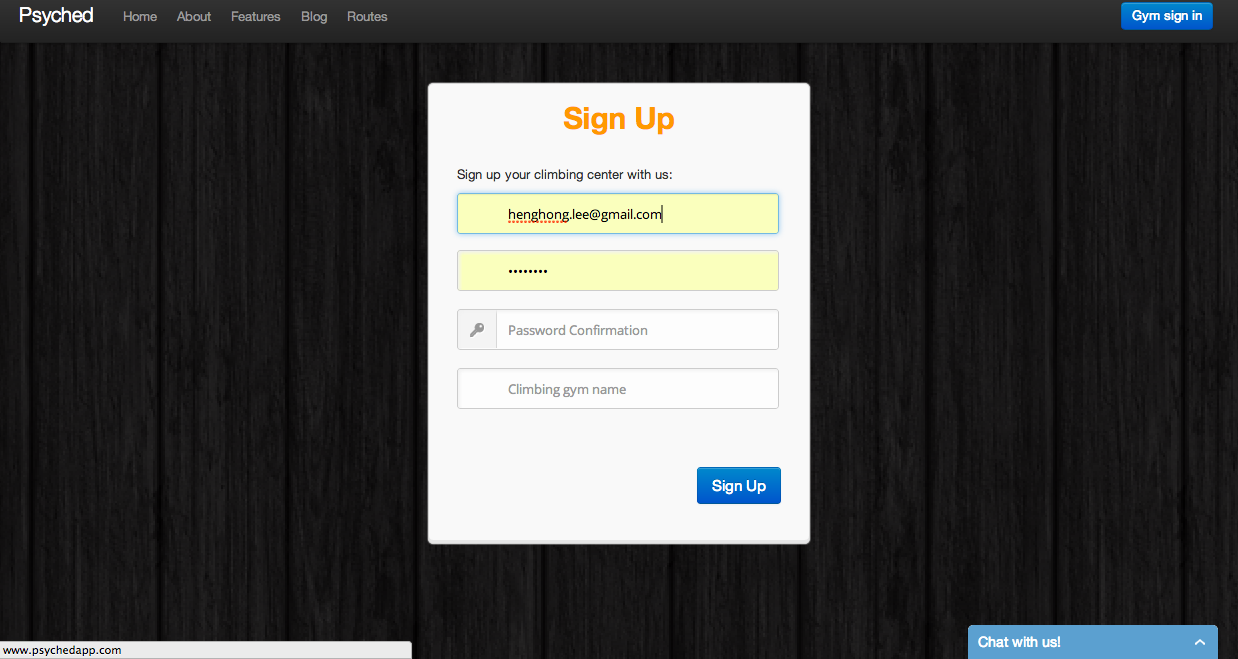 Psyched Home About Features Blog Routes Gym sign in
Sign Up
Sign up your climbing center with us:
henghong.lee@gmail.com
••••••••
Password Confirmation
Climbing gym name
Sign Up
Chat with us!
www.psychedapp.com